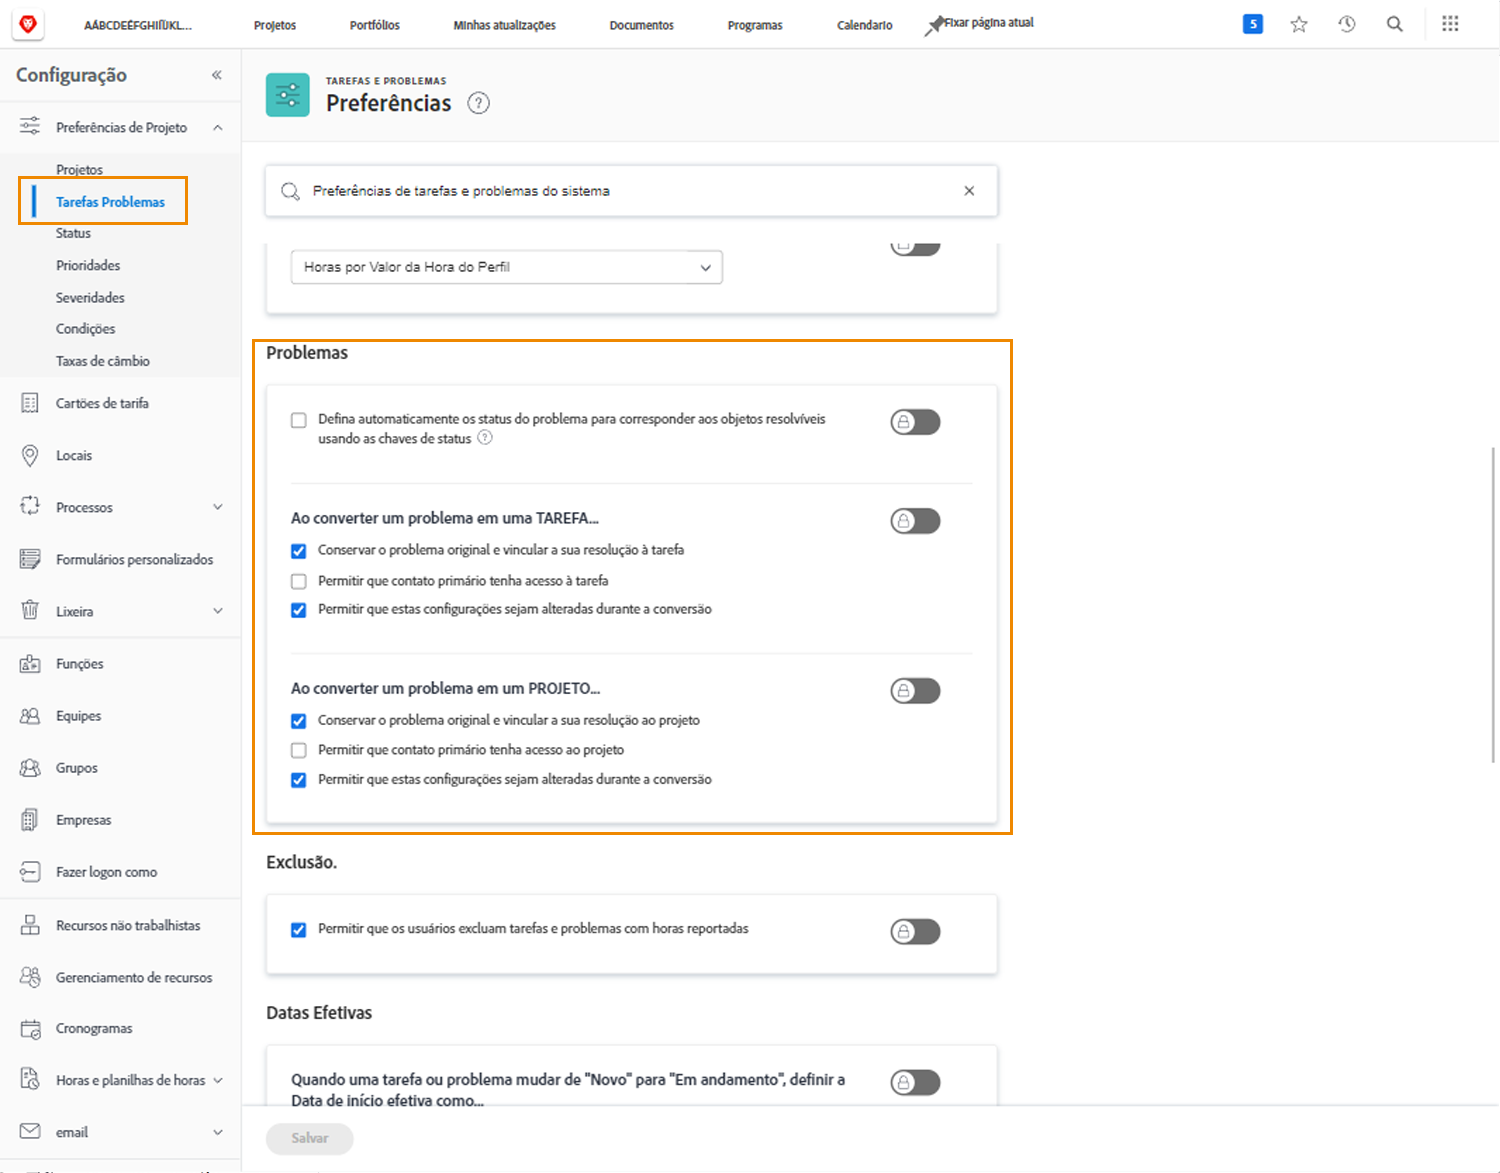 AÁBCDEÉFGHIÍJKL...
Projetos
Portfólios
Minhas atualizações
Documentos
Programas
Calendario
Fixar página atual
5
Configuração
Preferências de Projeto
Projetos
Tarefas Problemas
Status
Prioridades
Severidades
Condições
Taxas de câmbio
Cartões de tarifa
Locais
Processos
Formulários personalizados
Lixeira
Funções
Equipes
Grupos
Empresas
Fazer logon como
Recursos não trabalhistas
Gerenciamento de recursos
Cronogramas
Horas e planilhas de horas
email
TAREFAS E PROBLEMAS
Preferências
?
Preferências de tarefas e problemas do sistema
Horas por Valor da Hora do Perfil
Problemas
Defina automaticamente os status do problema para corresponder aos objetos resolvíveis
usando as chaves de status ?
Ao converter um problema em uma TAREFA...
Conservar o problema original e vincular a sua resolução à tarefa
Permitir que contato primário tenha acesso à tarefa
Permitir que estas configurações sejam alteradas durante a conversão
Ao converter um problema em um PROJETO...
Conservar o problema original e vincular a sua resolução ao projeto
Permitir que contato primário tenha acesso ao projeto
Permitir que estas configurações sejam alteradas durante a conversão
Exclusão.
Permitir que os usuários excluam tarefas e problemas com horas reportadas
Datas Efetivas
Quando uma tarefa ou problema mudar de "Novo" para "Em andamento", definir a
Data de início efetiva como...
Salvar